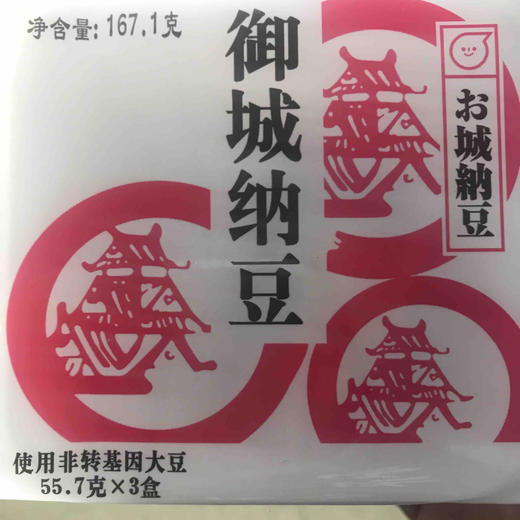 净含量:167.1克
御城纳豆
お城納豆
使用非转基因大豆
55.7克×3盒